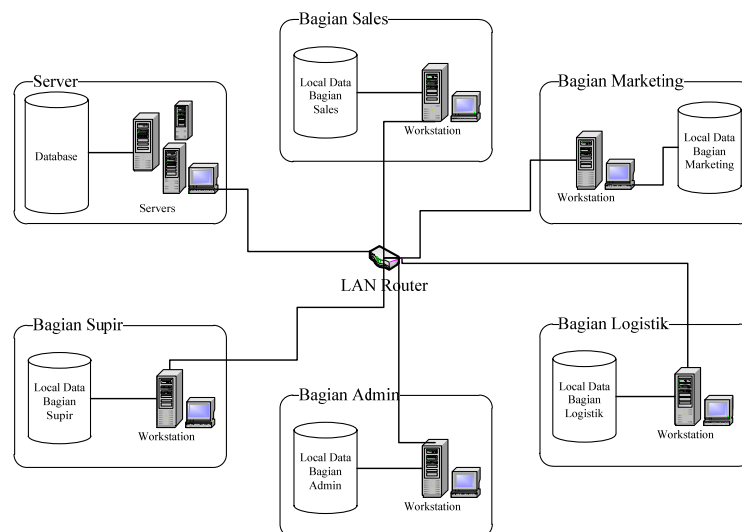 Bagian Sales
Local Data
Bagian
Sales
Workstation
Server
Database
Servers
Bagian Marketing
Workstation
Local Data
Bagian
Marketing
LAN Router
Bagian Supir
Local Data
Bagian
Supir
Workstation
Bagian Admin
Local Data
Bagian
Admin
Workstation
Bagian Logistik
Local Data
Bagian
Logistik
Workstation